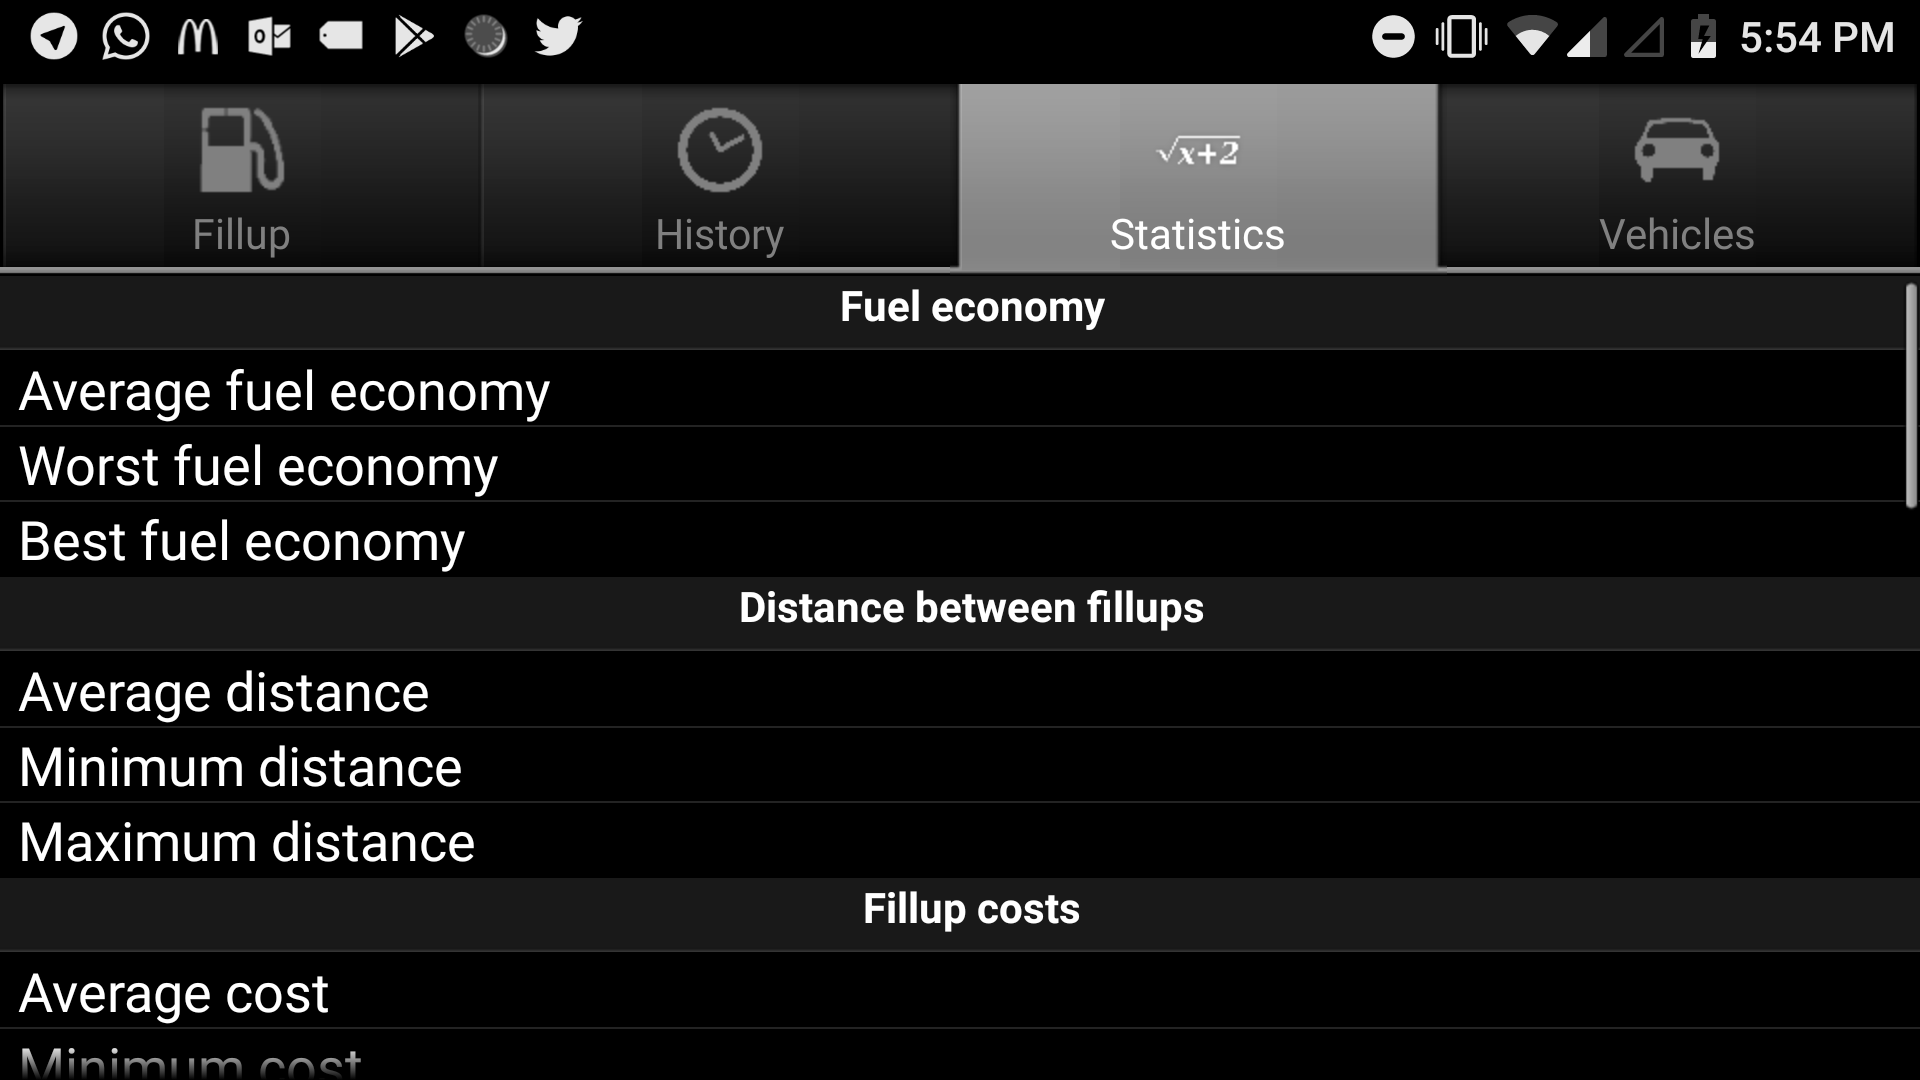 5:54 PM
Fillup
History
√x+2
Statistics
Vehicles
Fuel economy
Average fuel economy
Worst fuel economy
Best fuel economy
Distance between fillups
Average distance
Minimum distance
Maximum distance
Fillup costs
Average cost
Minimum cost